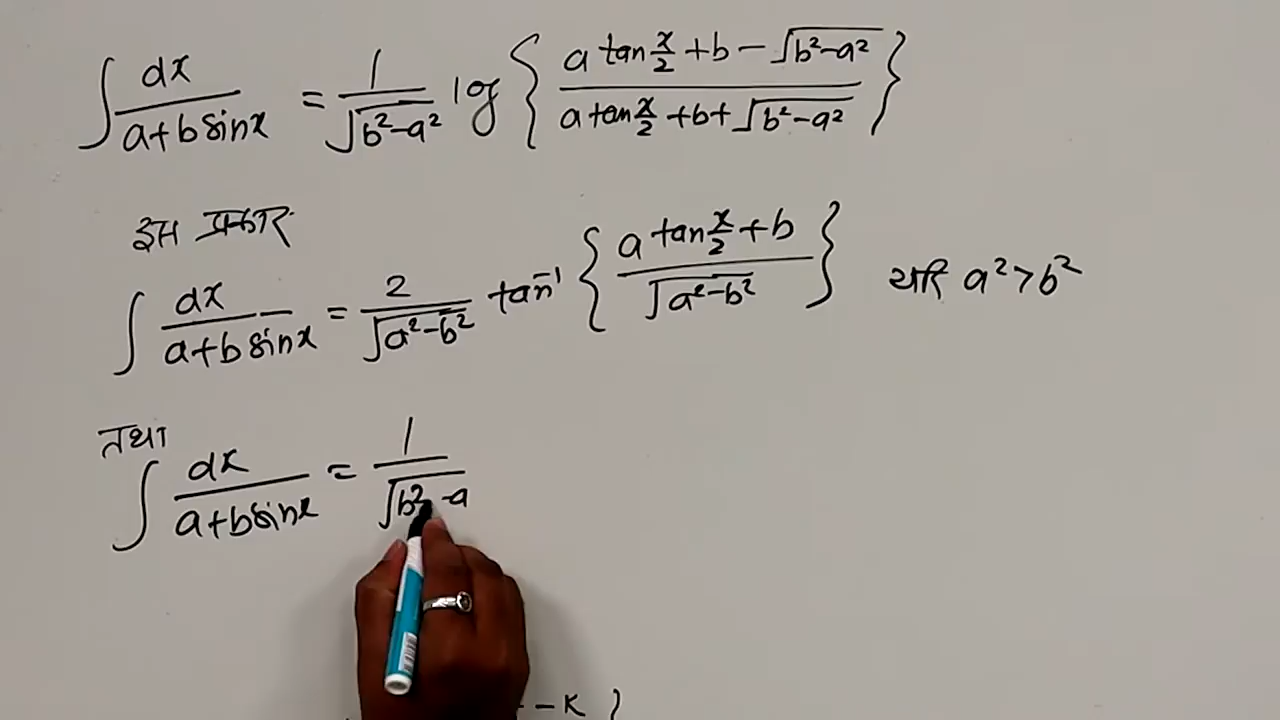 ∫ dx / (a + b sin x) = 1 / √(b² - a²) log { (a tan x/2 + b - √(b² - a²)) / (a tan x/2 + b + √(b² - a²)) }
इस प्रकार
∫ dx / (a + b sin x) = 2 / √(a² - b²) tan⁻¹ { (a tan x/2 + b) / √(a² - b²) } यदि a² > b²
तथा
∫ dx / (a + b sin x) = 1 / √(b² - a
- K }